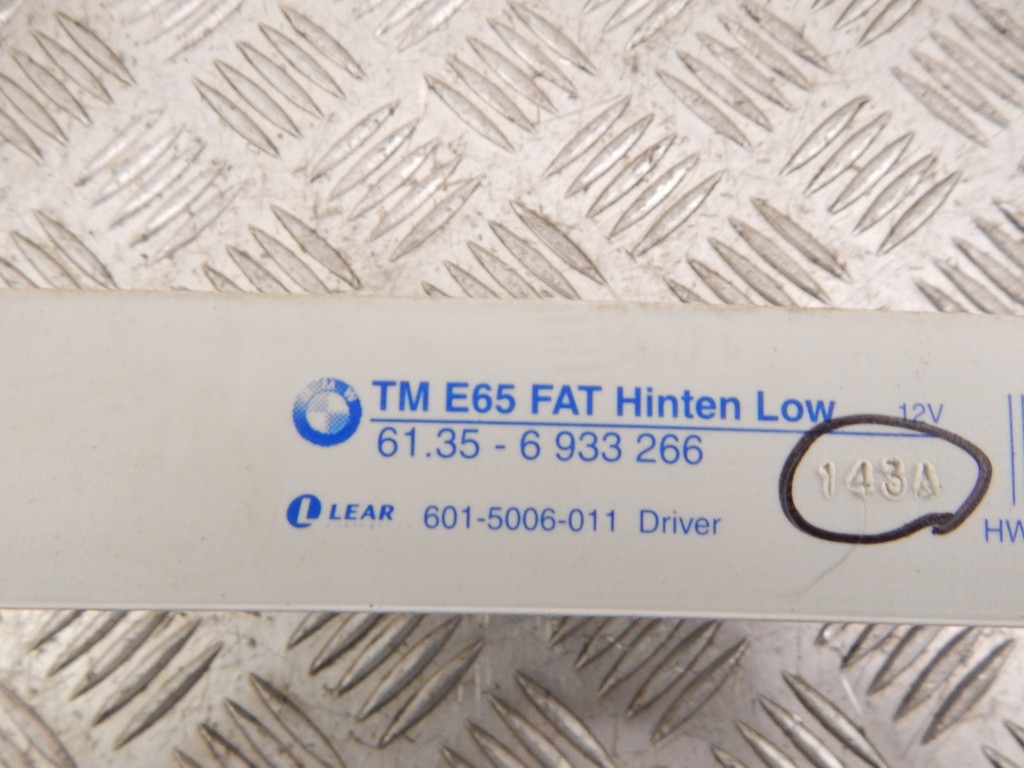 TM E65 FAT Hinten Low 12V
61.35 - 6 933 266
143A
LEAR 601-5006-011 Driver
HW